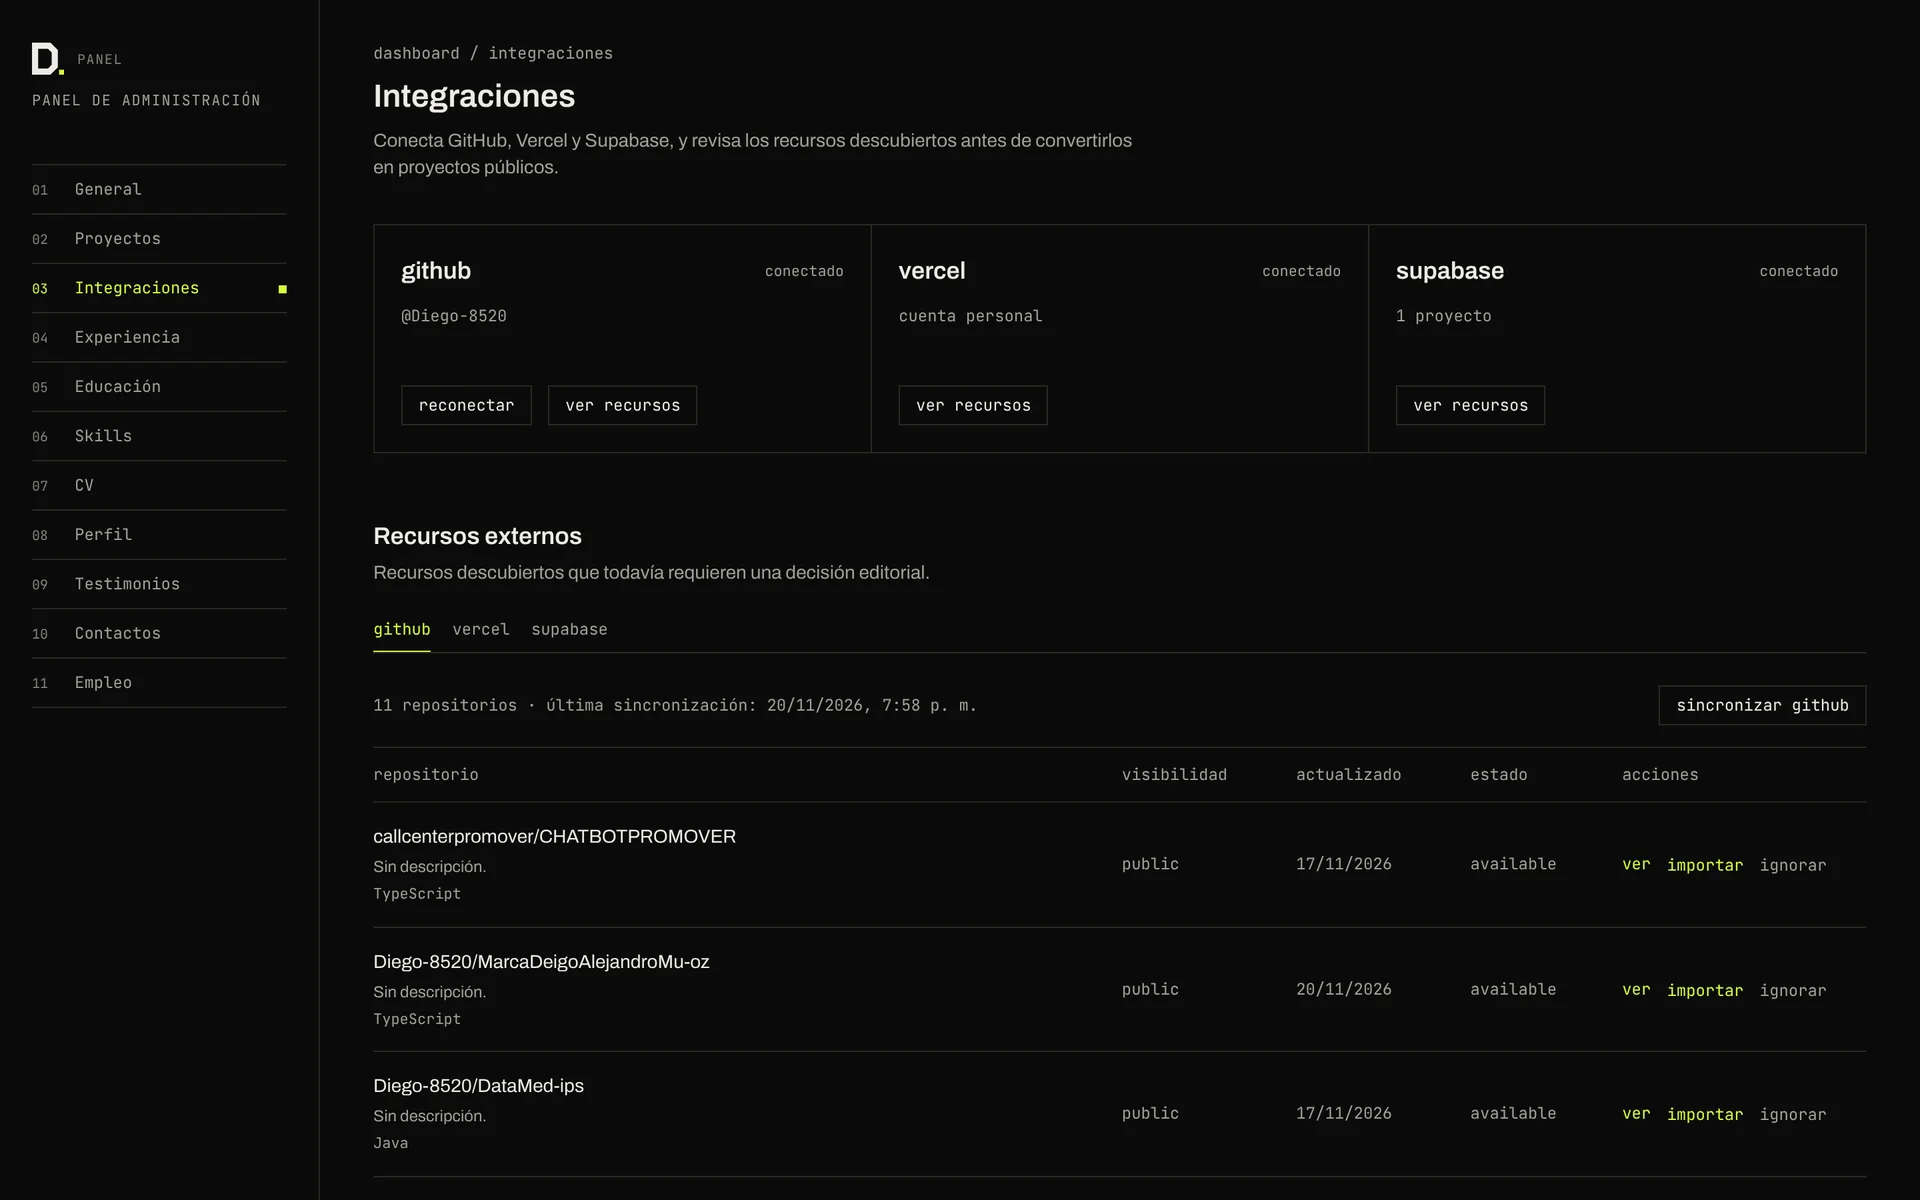 D. PANEL
PANEL DE ADMINISTRACIÓN
01 General
02 Proyectos
03 Integraciones
04 Experiencia
05 Educación
06 Skills
07 CV
08 Perfil
09 Testimonios
10 Contactos
11 Empleo
dashboard / integraciones
Integraciones
Conecta GitHub, Vercel y Supabase, y revisa los recursos descubiertos antes de convertirlos
en proyectos públicos.
github conectado
@Diego-8520
reconectar ver recursos
vercel conectado
cuenta personal
ver recursos
supabase conectado
1 proyecto
ver recursos
Recursos externos
Recursos descubiertos que todavía requieren una decisión editorial.
github vercel supabase
11 repositorios · última sincronización: 20/11/2026, 7:58 p. m. sincronizar github
repositorio visibilidad actualizado estado acciones
callcenterpromover/CHATBOTPROMOVER
Sin descripción.
TypeScript
public 17/11/2026 available ver importar ignorar
Diego-8520/MarcaDeigoAlejandroMu-oz
Sin descripción.
TypeScript
public 20/11/2026 available ver importar ignorar
Diego-8520/DataMed-ips
Sin descripción.
Java
public 17/11/2026 available ver importar ignorar